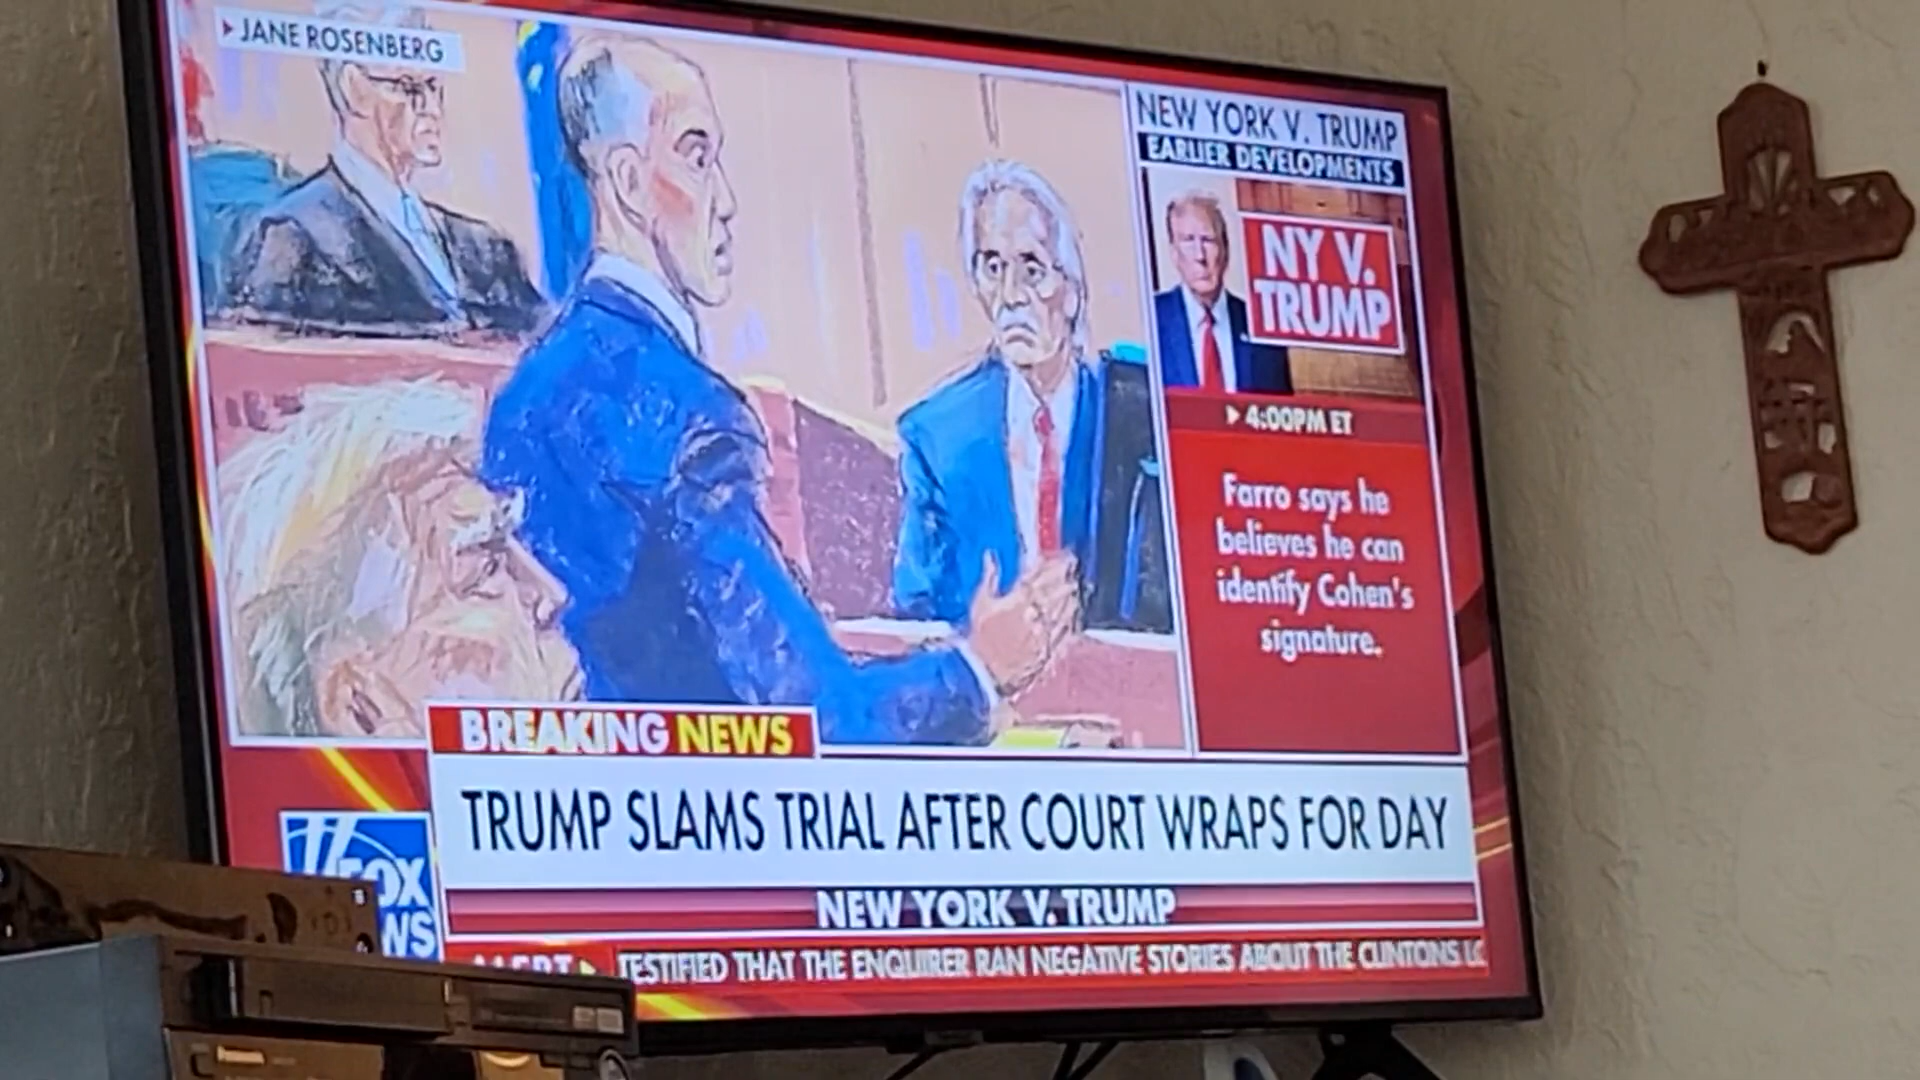 JANE ROSENBERG
NEW YORK V. TRUMP
EARLIER DEVELOPMENTS
NY V.
TRUMP
4:00PM ET
Farro says he
believes he can
identify Cohen's
signature.
BREAKING NEWS
TRUMP SLAMS TRIAL AFTER COURT WRAPS FOR DAY
FOX
NEW YORK V. TRUMP
ALERT TESTIFIED THAT THE ENQUIRER RAN NEGATIVE STORIES ABOUT THE CLINTONS
Panasonic